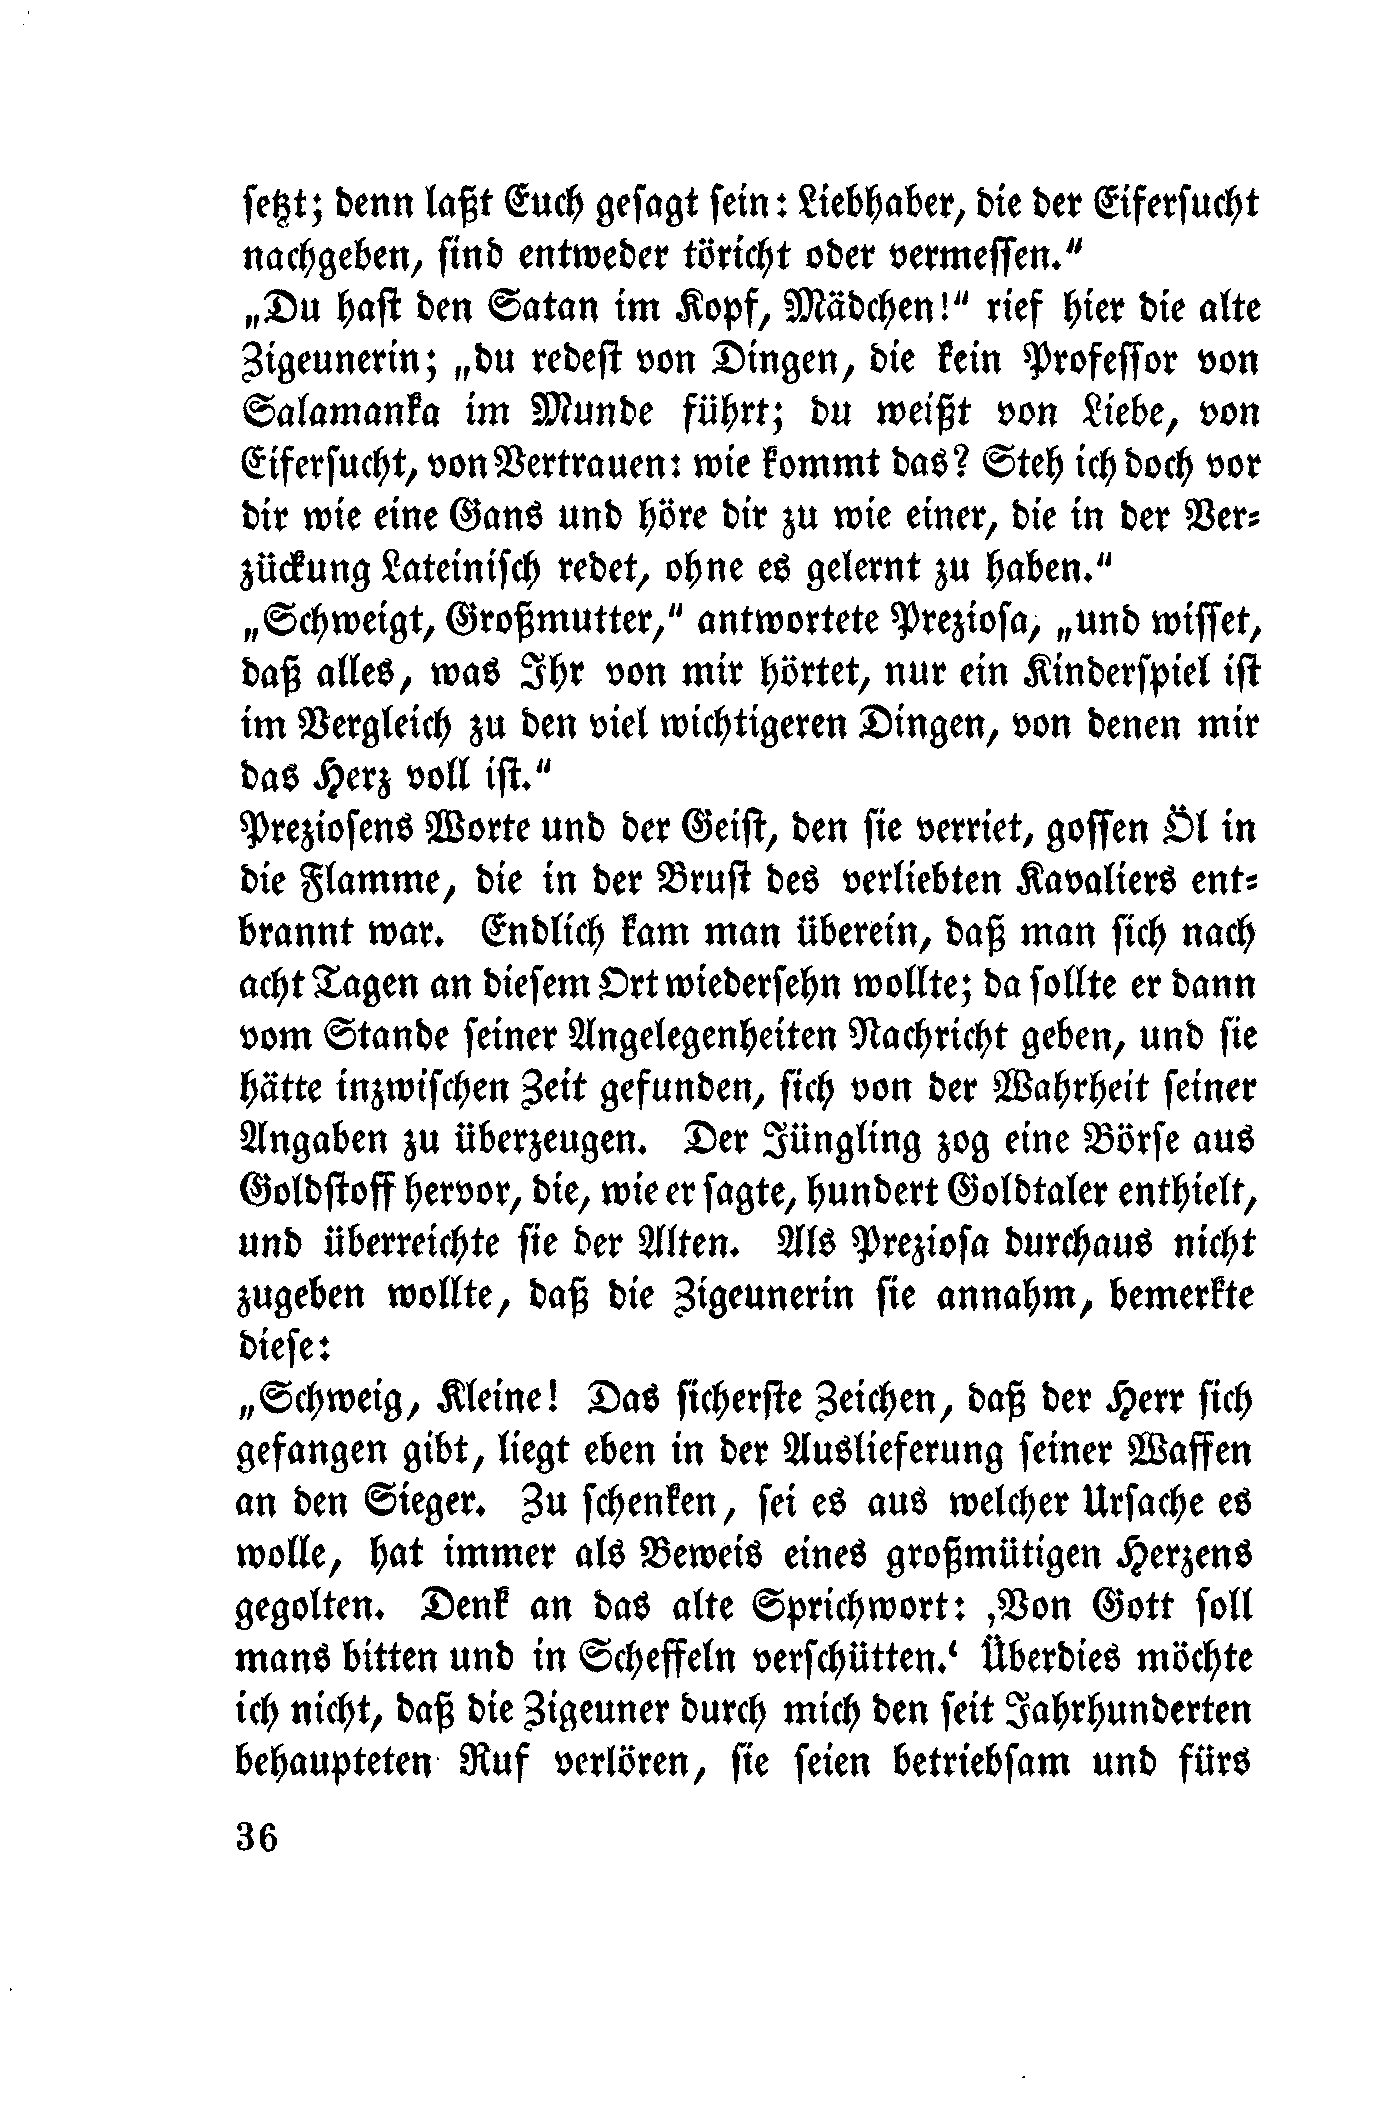 setzt; denn laßt Euch gesagt sein: Liebhaber, die der Eifersucht
nachgeben, sind entweder töricht oder vermessen.“
„Du hast den Satan im Kopf, Mädchen!“ rief hier die alte
Zigeunerin; „du redest von Dingen, die kein Professor von
Salamanka im Munde führt; du weißt von Liebe, von
Eifersucht, von Vertrauen: wie kommt das? Steh ich doch vor
dir wie eine Gans und höre dir zu wie einer, die in der Ver-
zückung Lateinisch redet, ohne es gelernt zu haben.“
„Schweigt, Großmutter,“ antwortete Preziosa, „und wisset,
daß alles, was Ihr von mir hörtet, nur ein Kinderspiel ist
im Vergleich zu den viel wichtigeren Dingen, von denen mir
das Herz voll ist.“
Preziosens Worte und der Geist, den sie verriet, gossen Öl in
die Flamme, die in der Brust des verliebten Kavaliers ent-
brannt war. Endlich kam man überein, daß man sich nach
acht Tagen an diesem Ort wiedersehn wollte; da sollte er dann
vom Stande seiner Angelegenheiten Nachricht geben, und sie
hätte inzwischen Zeit gefunden, sich von der Wahrheit seiner
Angaben zu überzeugen. Der Jüngling zog eine Börse aus
Goldstoff hervor, die, wie er sagte, hundert Goldtaler enthielt,
und überreichte sie der Alten. Als Preziosa durchaus nicht
zugeben wollte, daß die Zigeunerin sie annahm, bemerkte
diese:
„Schweig, Kleine! Das sicherste Zeichen, daß der Herr sich
gefangen gibt, liegt eben in der Auslieferung seiner Waffen
an den Sieger. Zu schenken, sei es aus welcher Ursache es
wolle, hat immer als Beweis eines großmütigen Herzens
gegolten. Denk an das alte Sprichwort: ‚Von Gott soll
mans bitten und in Scheffeln verschütten.‘ Überdies möchte
ich nicht, daß die Zigeuner durch mich den seit Jahrhunderten
behaupteten Ruf verlören, sie seien betriebsam und fürs
36